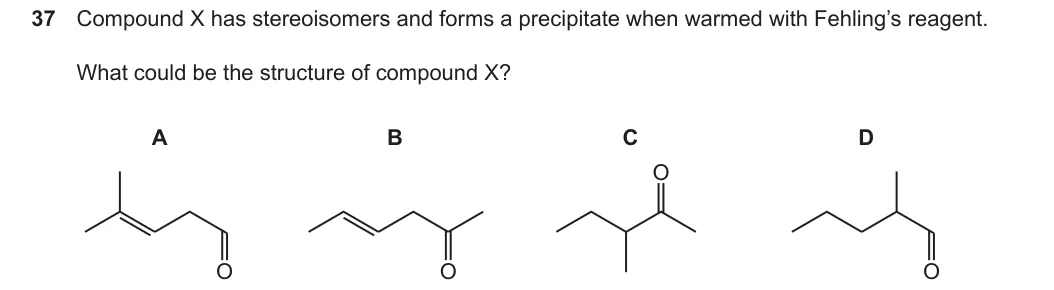 37 Compound X has stereoisomers and forms a precipitate when warmed with Fehling’s reagent.
What could be the structure of compound X?
A B C D
O
O O O